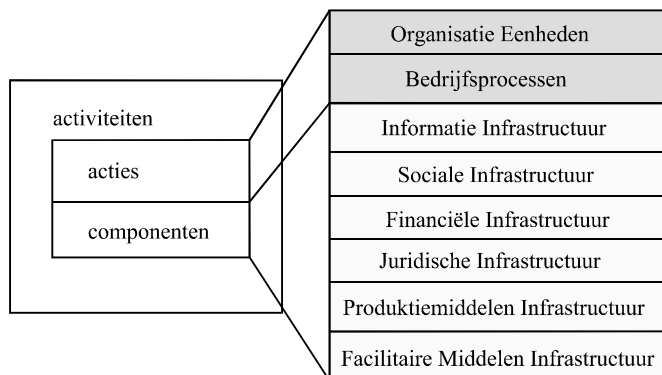 activiteiten
acties
componenten
Organisatie Eenheden
Bedrijfsprocessen
Informatie Infrastructuur
Sociale Infrastructuur
Financiële Infrastructuur
Juridische Infrastructuur
Produktiemiddelen Infrastructuur
Facilitaire Middelen Infrastructuur